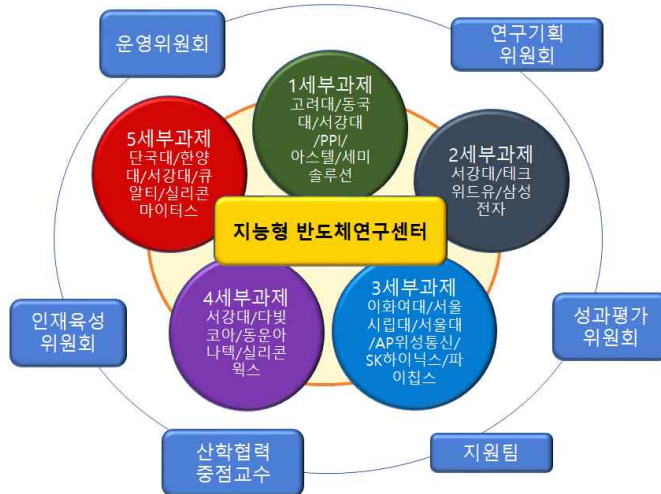 운영위원회
연구기획
위원회
1세부과제
고려대/동국
대/서강대
/PPI/
아스텔/세미
솔루션
5세부과제
단국대/한양
대/서강대/큐
알티/실리콘
마이터스
2세부과제
서강대/테크
위드유/삼성
전자
지능형 반도체연구센터
4세부과제
서강대/다빛
코아/동운아
나텍/실리콘
웍스
3세부과제
이화여대/서울
시립대/서울대
/AP위성통신/
SK하이닉스/파
이칩스
인재육성
위원회
성과평가
위원회
산학협력
중점교수
지원팀